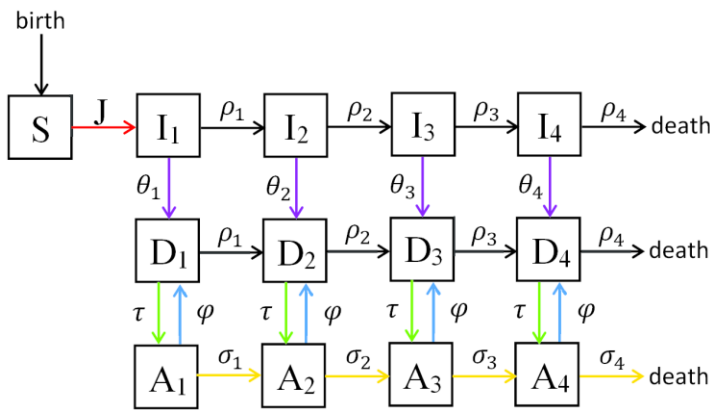 birth
S J I₁ ρ₁ I₂ ρ₂ I₃ ρ₃ I₄ ρ₄ death
θ₁ θ₂ θ₃ θ₄
D₁ ρ₁ D₂ ρ₂ D₃ ρ₃ D₄ ρ₄ death
τ φ τ φ τ φ τ φ
A₁ σ₁ A₂ σ₂ A₃ σ₃ A₄ σ₄ death